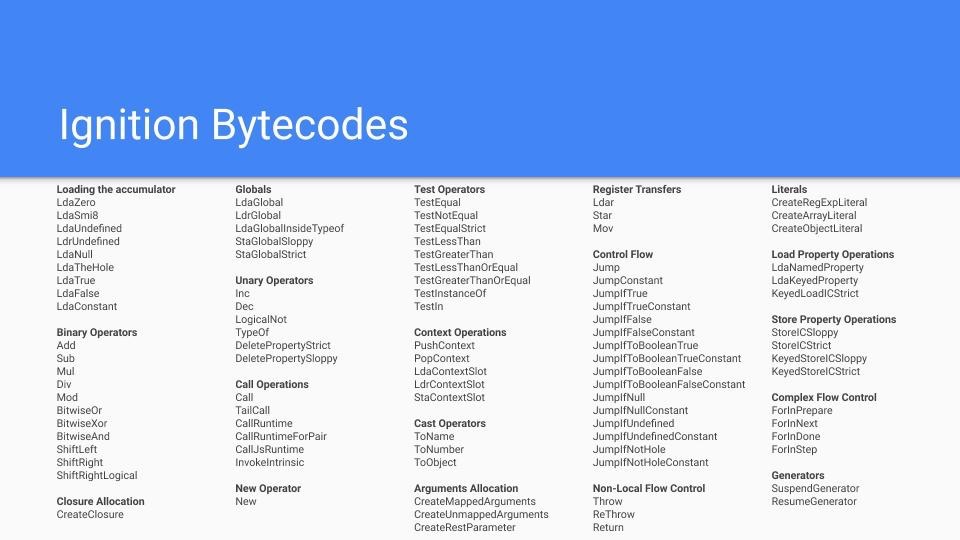 Ignition Bytecodes
Loading the accumulator
LdaZero
LdaSmi8
LdaUndefined
LdrUndefined
LdaNull
LdaTheHole
LdaTrue
LdaFalse
LdaConstant
Binary Operators
Add
Sub
Mul
Div
Mod
BitwiseOr
BitwiseXor
BitwiseAnd
ShiftLeft
ShiftRight
ShiftRightLogical
Closure Allocation
CreateClosure
Globals
LdaGlobal
LdrGlobal
LdaGlobalInsideTypeof
StaGlobalSloppy
StaGlobalStrict
Unary Operators
Inc
Dec
LogicalNot
TypeOf
DeletePropertyStrict
DeletePropertySloppy
Call Operations
Call
TailCall
CallRuntime
CallRuntimeForPair
CallJsRuntime
InvokeIntrinsic
New Operator
New
Test Operators
TestEqual
TestNotEqual
TestEqualStrict
TestLessThan
TestGreaterThan
TestLessThanOrEqual
TestGreaterThanOrEqual
TestInstanceOf
TestIn
Context Operations
PushContext
PopContext
LdaContextSlot
LdrContextSlot
StaContextSlot
Cast Operators
ToName
ToNumber
ToObject
Arguments Allocation
CreateMappedArguments
CreateUnmappedArguments
CreateRestParameter
Register Transfers
Ldar
Star
Mov
Control Flow
Jump
JumpConstant
JumpIfTrue
JumpIfTrueConstant
JumpIfFalse
JumpIfFalseConstant
JumpIfToBooleanTrue
JumpIfToBooleanTrueConstant
JumpIfToBooleanFalse
JumpIfToBooleanFalseConstant
JumpIfNull
JumpIfNullConstant
JumpIfUndefined
JumpIfUndefinedConstant
JumpIfNotHole
JumpIfNotHoleConstant
Non-Local Flow Control
Throw
ReThrow
Return
Literals
CreateRegExpLiteral
CreateArrayLiteral
CreateObjectLiteral
Load Property Operations
LdaNamedProperty
LdaKeyedProperty
KeyedLoadICStrict
Store Property Operations
StoreICSloppy
StoreICStrict
KeyedStoreICSloppy
KeyedStoreICStrict
Complex Flow Control
ForInPrepare
ForInNext
ForInDone
ForInStep
Generators
SuspendGenerator
ResumeGenerator